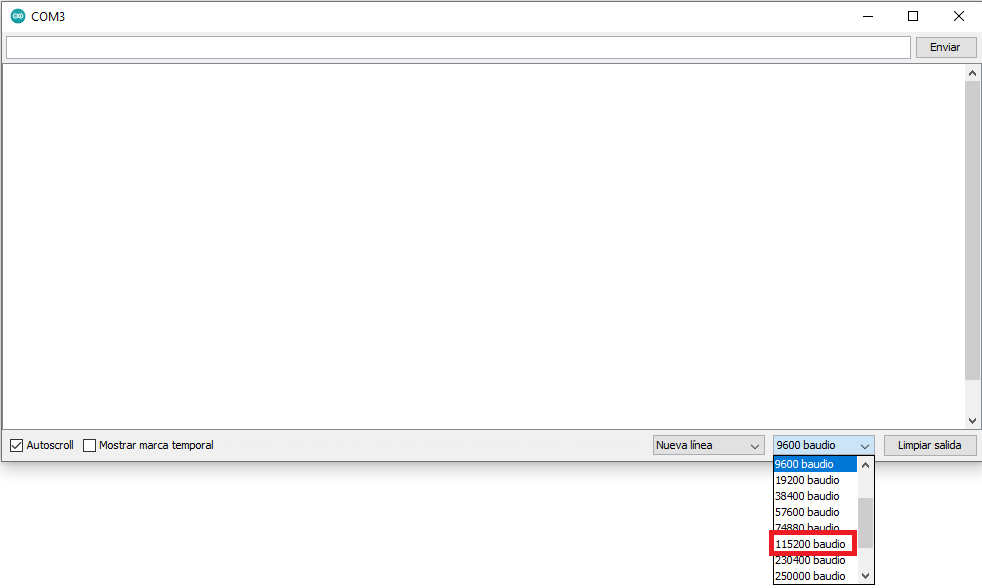 COM3
Enviar
Autoscroll
Mostrar marca temporal
Nueva línea
9600 baudio
Limpiar salida
9600 baudio
19200 baudio
38400 baudio
57600 baudio
74880 baudio
115200 baudio
230400 baudio
250000 baudio